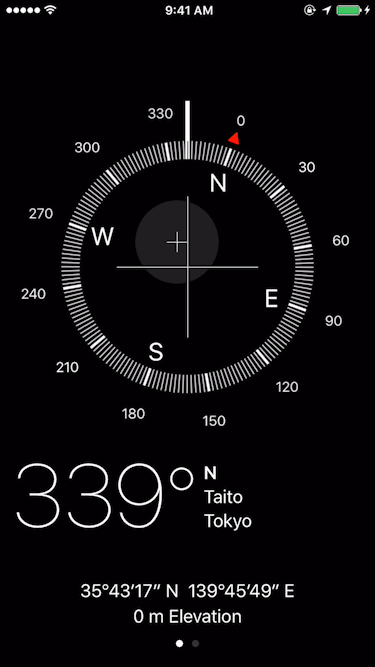 9:41 AM
330
0
300
30
N
270
W
60
240
E
90
210
S
120
180
150
339° N
Taito
Tokyo
35°43’17” N 139°45’49” E
0 m Elevation